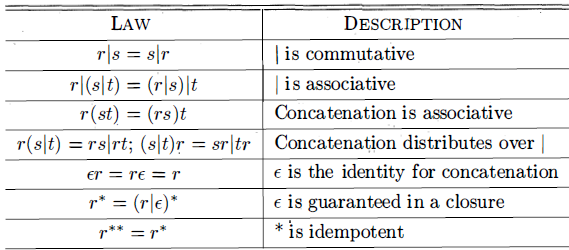 LAW DESCRIPTION
r|s = s|r | is commutative
r|(s|t) = (r|s)|t | is associative
r(st) = (rs)t Concatenation is associative
r(s|t) = rs|rt; (s|t)r = sr|tr Concatenation distributes over |
ϵr = rϵ = r ϵ is the identity for concatenation
r* = (r|ϵ)* ϵ is guaranteed in a closure
r** = r* * is idempotent